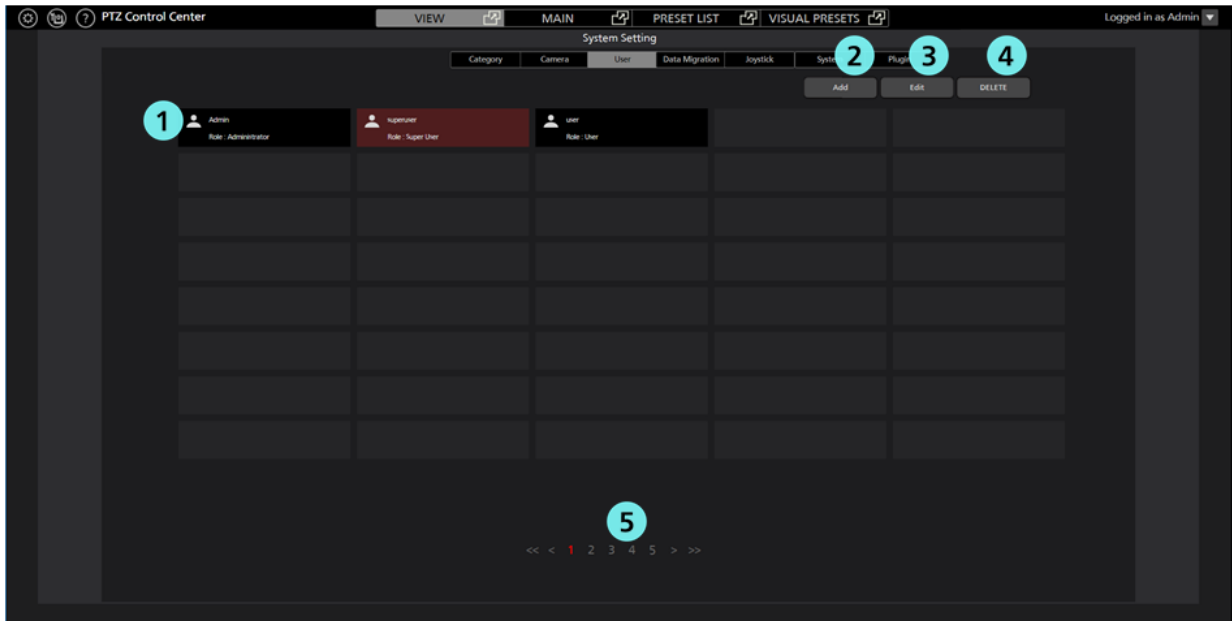 PTZ Control Center
VIEW
MAIN
PRESET LIST
VISUAL PRESETS
Logged in as Admin
System Setting
Category
Camera
User
Data Migration
Joystick
2
3
4
Add
Edit
DELETE
1
Admin
Role : Administrator
superuser
Role : Super User
user
Role : User
5
<< < 1 2 3 4 5 > >>